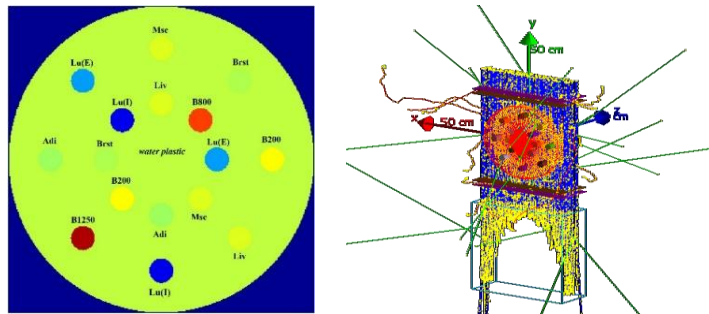 Msc
Lu(E)
Brst
Liv
Lu(I)
B800
Adi
Brst
water plastic
Lu(E)
B200
B200
Msc
Adi
B1250
Liv
Lu(I)
y
50 cm
x
50 cm
z
cm